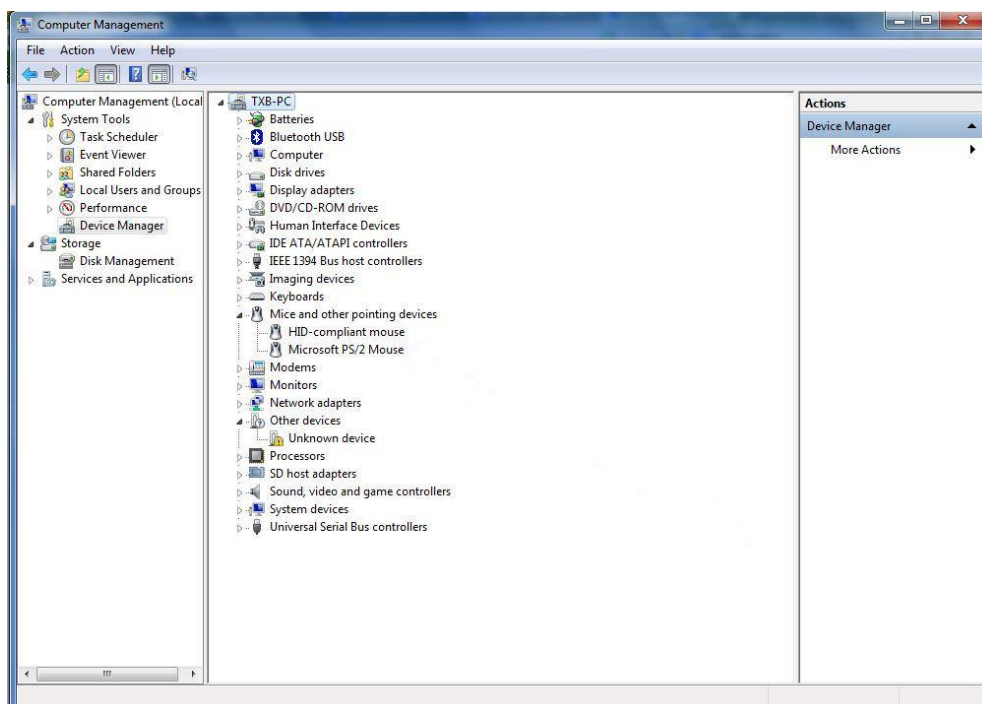 Computer Management
File Action View Help
Computer Management (Local
System Tools
Task Scheduler
Event Viewer
Shared Folders
Local Users and Groups
Performance
Device Manager
Storage
Disk Management
Services and Applications
TXB-PC
Batteries
Bluetooth USB
Computer
Disk drives
Display adapters
DVD/CD-ROM drives
Human Interface Devices
IDE ATA/ATAPI controllers
IEEE 1394 Bus host controllers
Imaging devices
Keyboards
Mice and other pointing devices
HID-compliant mouse
Microsoft PS/2 Mouse
Modems
Monitors
Network adapters
Other devices
Unknown device
Processors
SD host adapters
Sound, video and game controllers
System devices
Universal Serial Bus controllers
Actions
Device Manager
More Actions